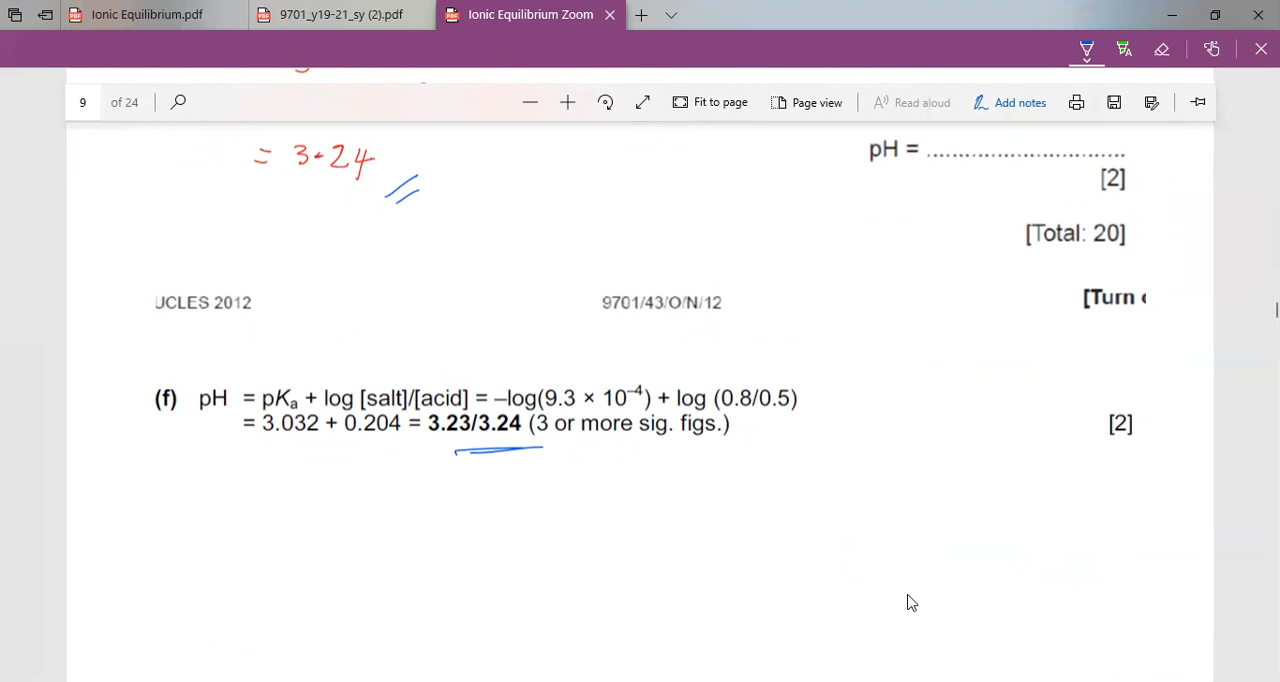 Ionic Equilibrium.pdf 9701_y19-21_sy (2).pdf Ionic Equilibrium Zoom
9 of 24 Fit to page Page view Read aloud Add notes
= 3.24
pH = ..............................
[2]
[Total: 20]
UCLES 2012 9701/43/O/N/12 [Turn
(f) pH = pKₐ + log [salt]/[acid] = –log(9.3 × 10⁻⁴) + log (0.8/0.5)
= 3.032 + 0.204 = 3.23/3.24 (3 or more sig. figs.) [2]